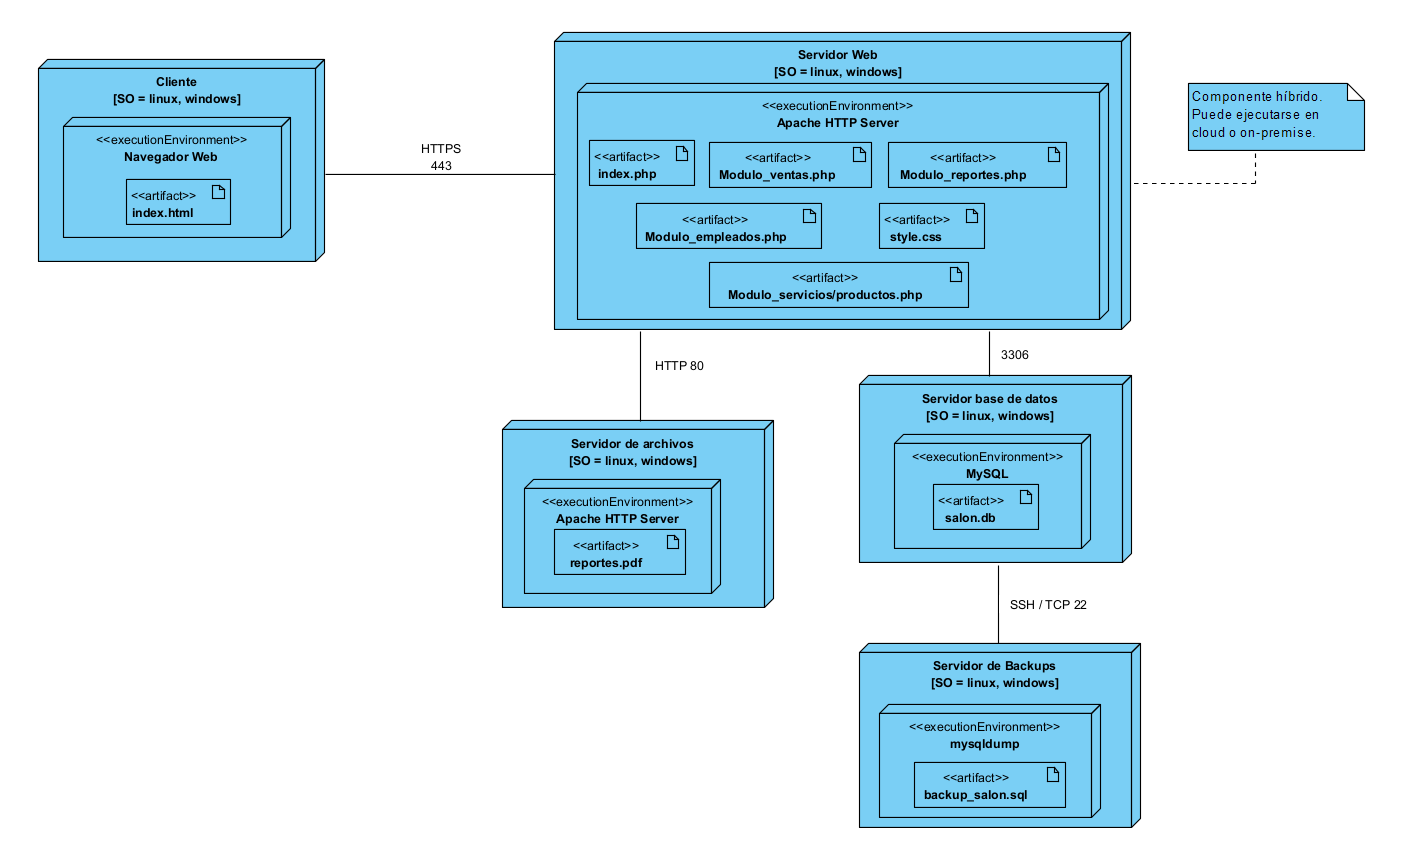 Cliente
[SO = linux, windows]
<<executionEnvironment>>
Navegador Web
<<artifact>>
index.html
HTTPS
443
Servidor Web
[SO = linux, windows]
<<executionEnvironment>>
Apache HTTP Server
<<artifact>>
index.php
<<artifact>>
Modulo_ventas.php
<<artifact>>
Modulo_reportes.php
<<artifact>>
Modulo_empleados.php
<<artifact>>
style.css
<<artifact>>
Modulo_servicios/productos.php
Componente híbrido.
Puede ejecutarse en
cloud o on-premise.
HTTP 80
3306
Servidor de archivos
[SO = linux, windows]
<<executionEnvironment>>
Apache HTTP Server
<<artifact>>
reportes.pdf
Servidor base de datos
[SO = linux, windows]
<<executionEnvironment>>
MySQL
<<artifact>>
salon.db
SSH / TCP 22
Servidor de Backups
[SO = linux, windows]
<<executionEnvironment>>
mysqldump
<<artifact>>
backup_salon.sql